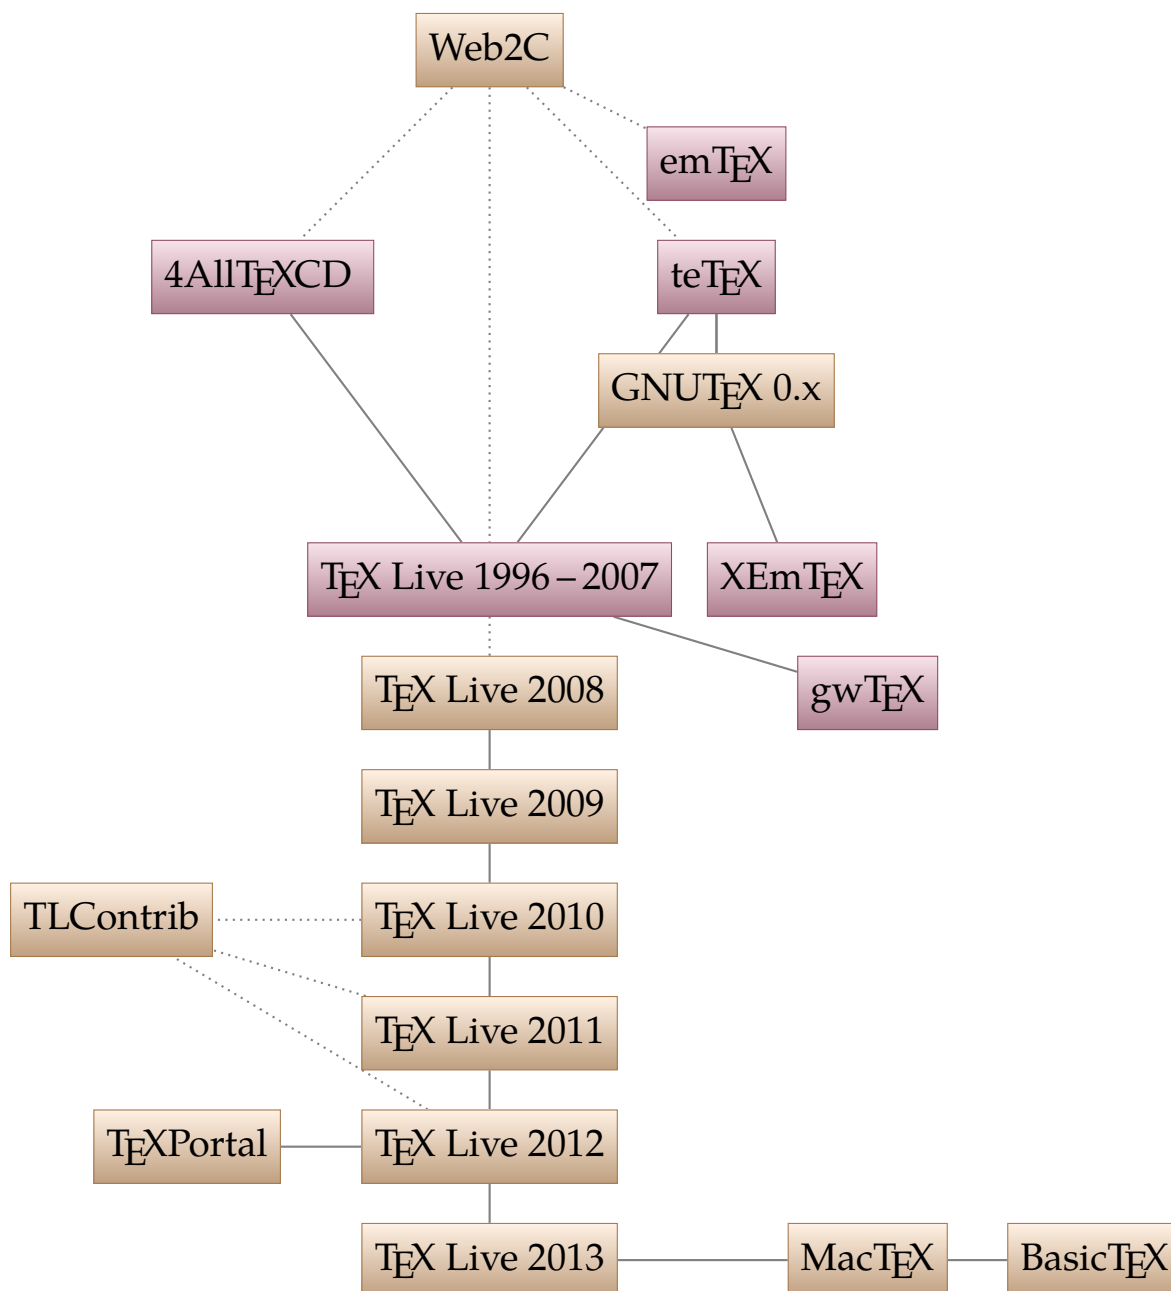 Web2C
emTEX
4AllTEXCD
teTEX
GNUTEX 0.x
TEX Live 1996 – 2007
XEmTEX
TEX Live 2008
gwTEX
TEX Live 2009
TLContrib
TEX Live 2010
TEX Live 2011
TEXPortal
TEX Live 2012
TEX Live 2013
MacTEX
BasicTEX